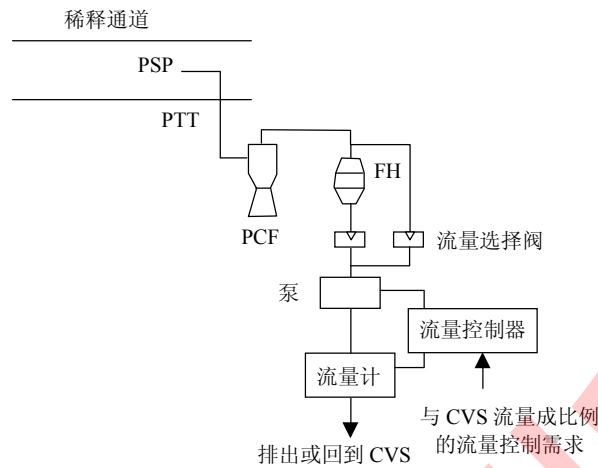 稀释通道
PSP
PTT
FH
PCF
流量选择阀
泵
流量控制器
流量计
与 CVS 流量成比例
的流量控制需求
排出或回到 CVS